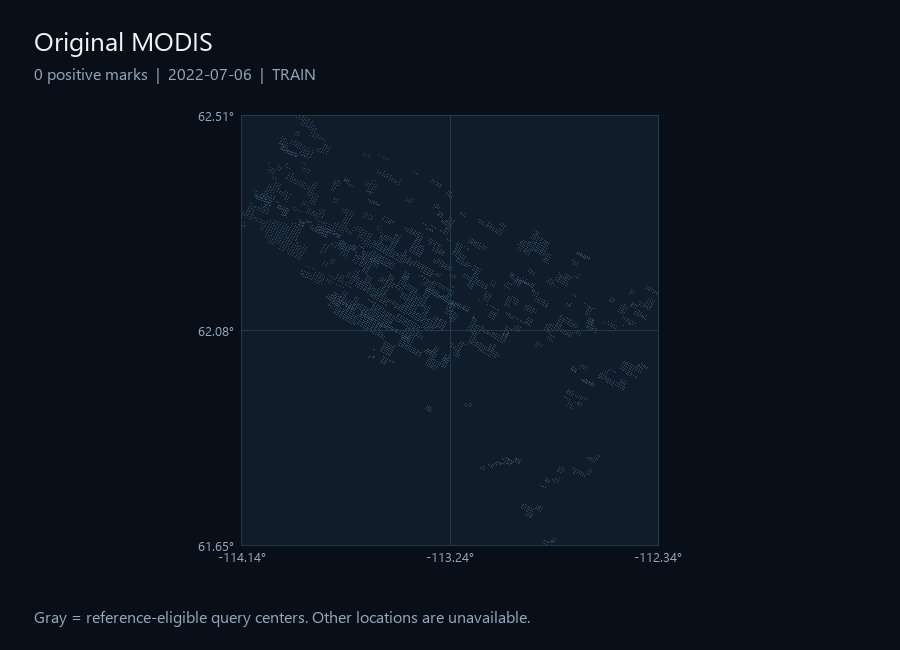 Original MODIS
0 positive marks | 2022-07-06 | TRAIN
62.51°
62.08°
61.65°
-114.14° -113.24° -112.34°
Gray = reference-eligible query centers. Other locations are unavailable.